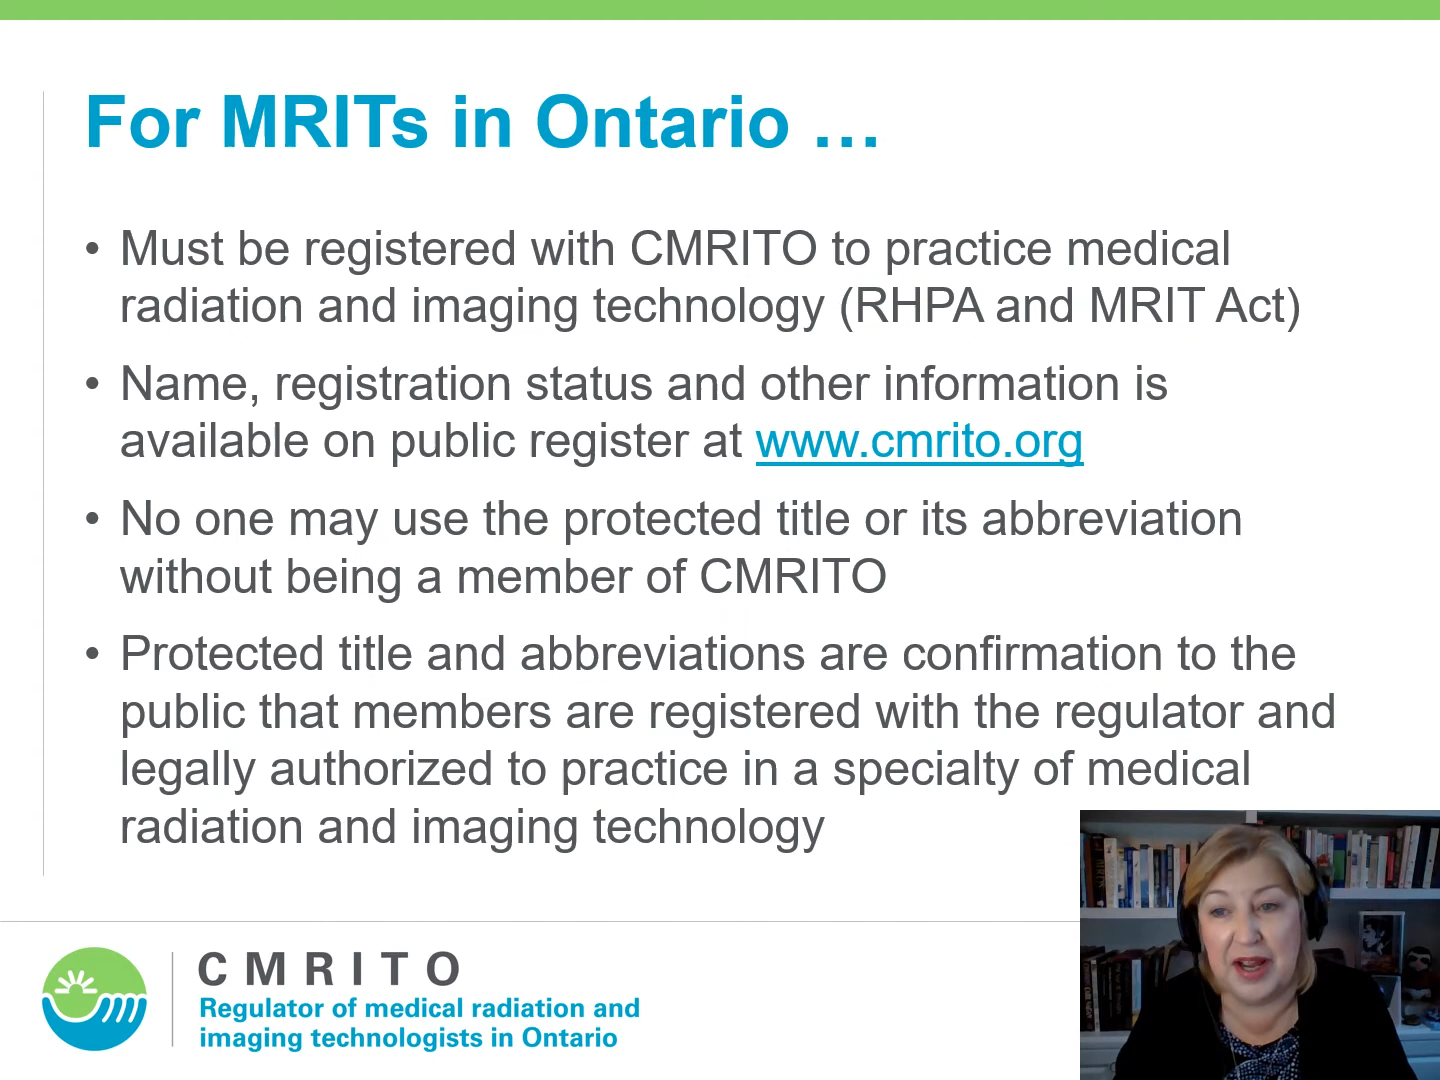 For MRITs in Ontario …
• Must be registered with CMRITO to practice medical
radiation and imaging technology (RHPA and MRIT Act)
• Name, registration status and other information is
available on public register at www.cmrito.org
• No one may use the protected title or its abbreviation
without being a member of CMRITO
• Protected title and abbreviations are confirmation to the
public that members are registered with the regulator and
legally authorized to practice in a specialty of medical
radiation and imaging technology
CMRITO
Regulator of medical radiation and
imaging technologists in Ontario